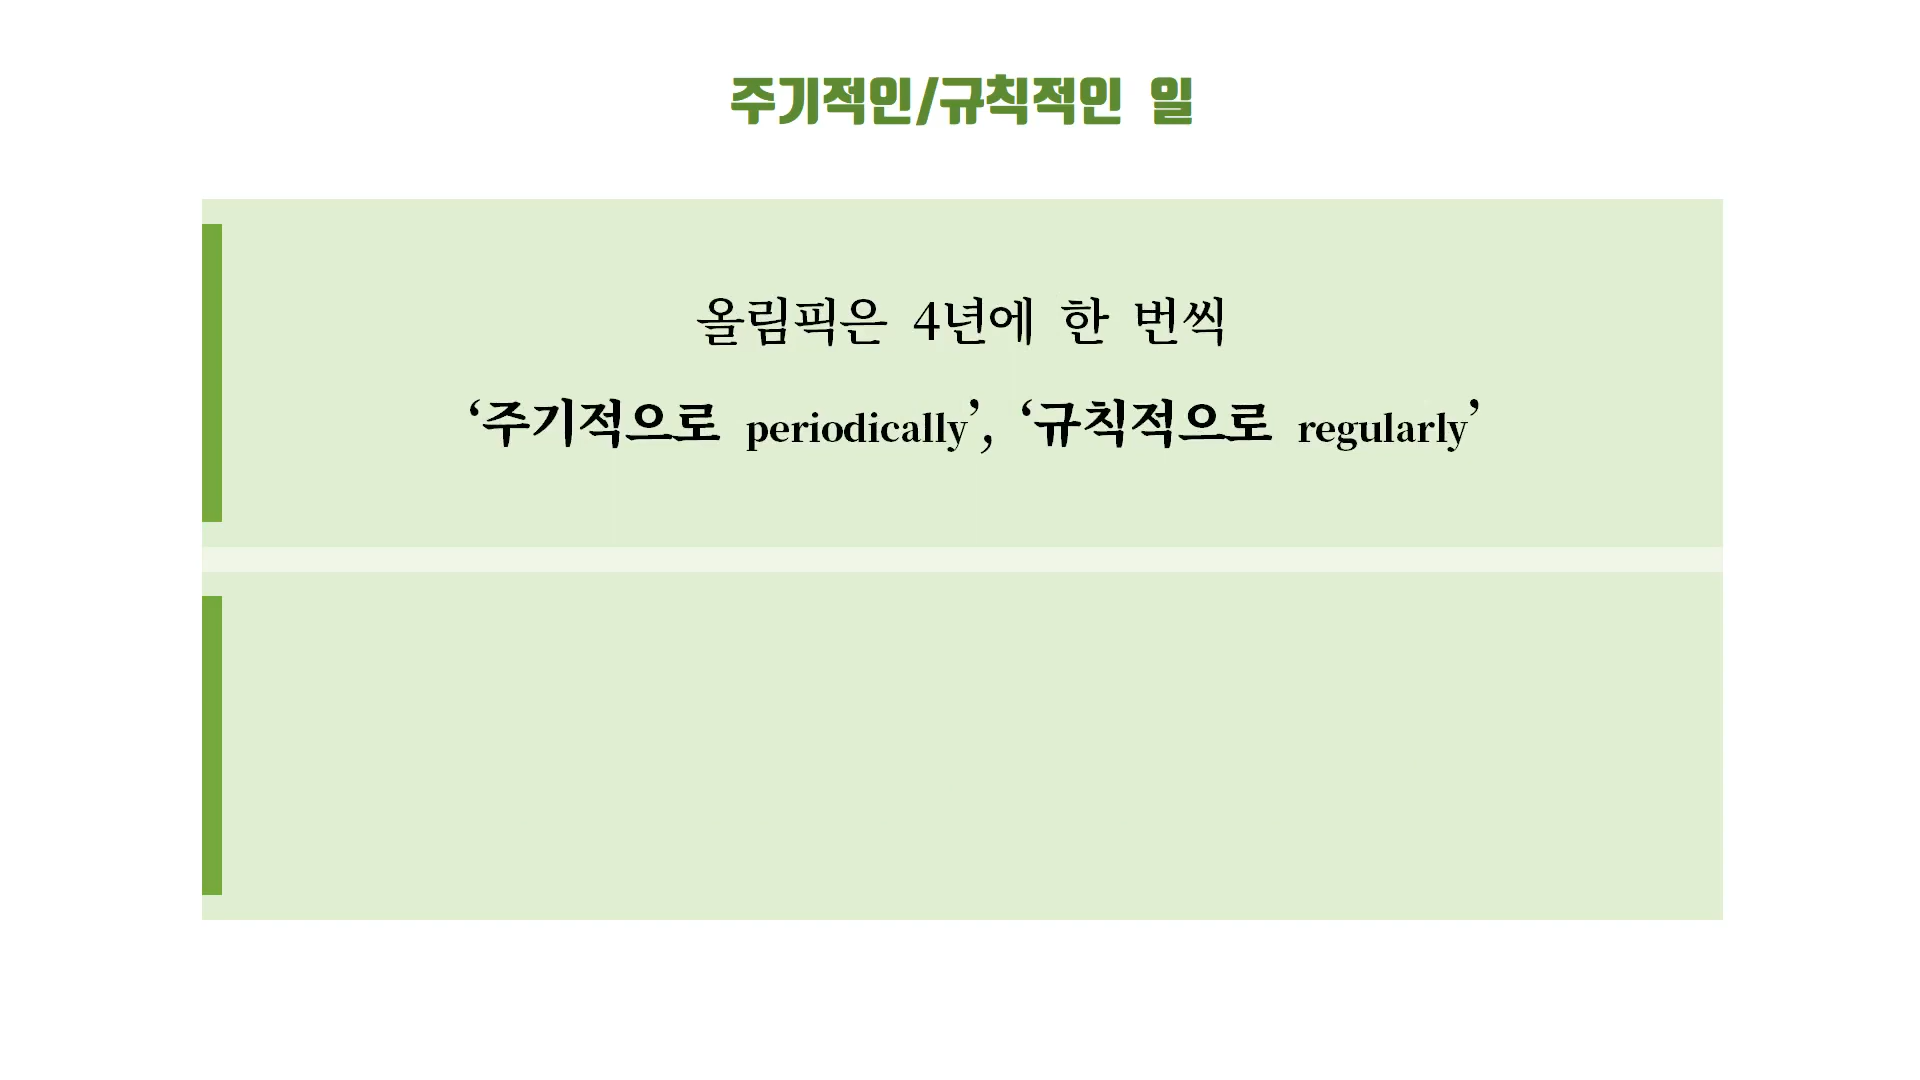 주기적인/규칙적인 일
올림픽은 4년에 한 번씩
‘주기적으로 periodically’, ‘규칙적으로 regularly’